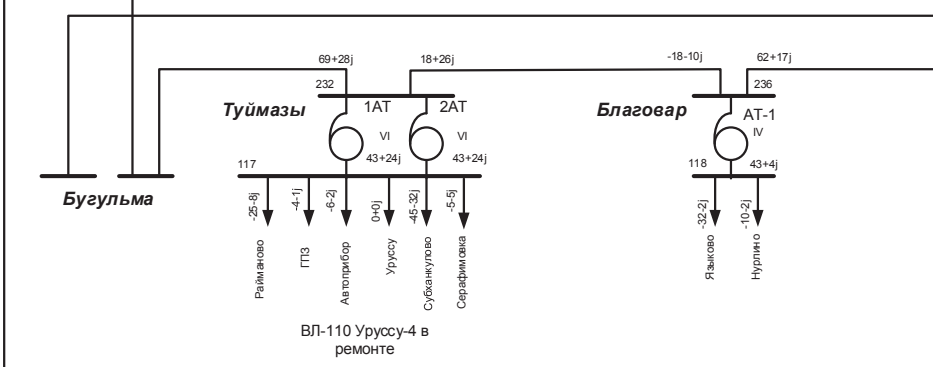 69+28j
18+26j
-18-10j
62+17j
232
236
Туймазы
1АТ
2АТ
Благовар
АТ-1
VI
VI
IV
117
43+24j
43+24j
118
43+4j
Бугульма
-25-8j
-4-1j
-6-2j
0+0j
-45-32j
-5-5j
-32-2j
-10-2j
Райманово
ГПЗ
Автоприбор
Уруссу
Субханкулово
Серафимовка
Языково
Нурлино
ВЛ-110 Уруссу-4 в
ремонте